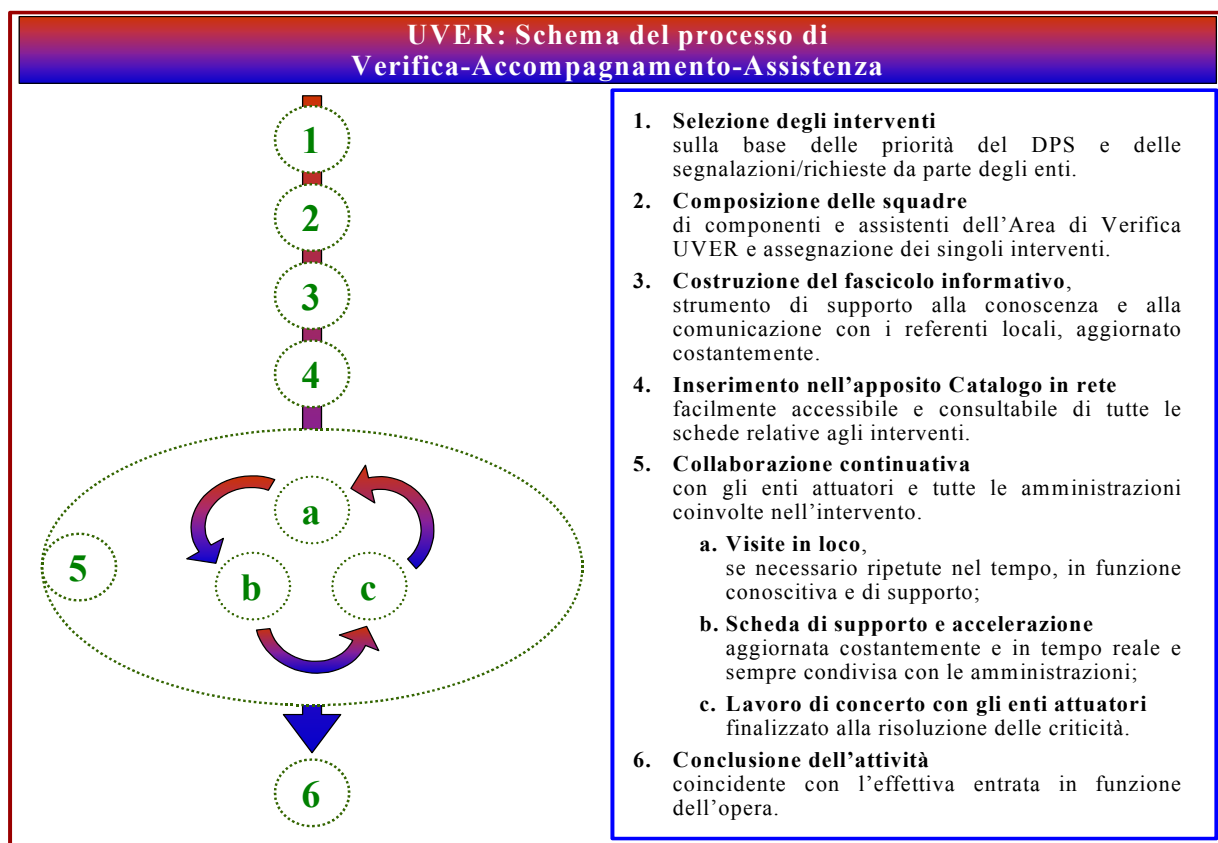 UVER: Schema del processo di
Verifica-Accompagnamento-Assistenza
1
2
3
4
5
a
b
c
6
1. Selezione degli interventi
sulla base delle priorità del DPS e delle
segnalazioni/richieste da parte degli enti.
2. Composizione delle squadre
di componenti e assistenti dell’Area di Verifica
UVER e assegnazione dei singoli interventi.
3. Costruzione del fascicolo informativo,
strumento di supporto alla conoscenza e alla
comunicazione con i referenti locali, aggiornato
costantemente.
4. Inserimento nell’apposito Catalogo in rete
facilmente accessibile e consultabile di tutte le
schede relative agli interventi.
5. Collaborazione continuativa
con gli enti attuatori e tutte le amministrazioni
coinvolte nell’intervento.
a. Visite in loco,
se necessario ripetute nel tempo, in funzione
conoscitiva e di supporto;
b. Scheda di supporto e accelerazione
aggiornata costantemente e in tempo reale e
sempre condivisa con le amministrazioni;
c. Lavoro di concerto con gli enti attuatori
finalizzato alla risoluzione delle criticità.
6. Conclusione dell’attività
coincidente con l’effettiva entrata in funzione
dell’opera.